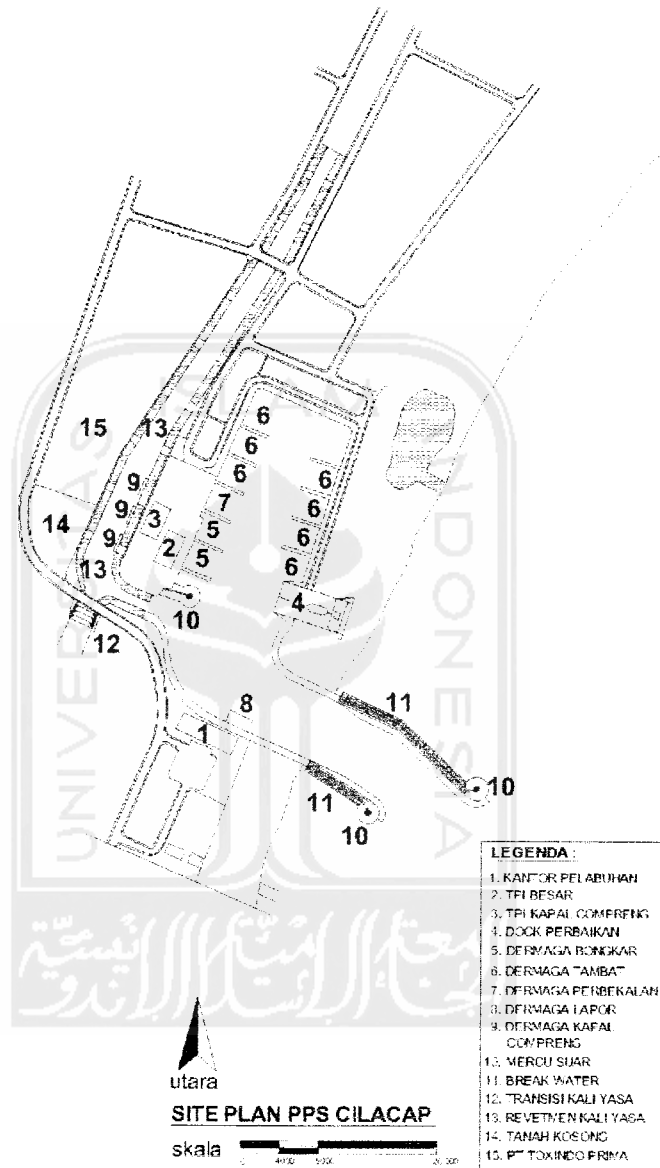 6
6
15
13
6
6
9
7
6
9
3
5
14
6
9
2
5
13
6
4
10
12
11
8
1
10
11
10
UNIVERSITAS
ISLAM
INDONESIA
LEGENDA :
1. KANTOR PELABUHAN
2. TPI BESAR
3. TPI KAPAL COMPRENG
4. DOCK PERBAIKAN
5. DERMAGA BONGKAR
6. DERMAGA TAMBAT
7. DERMAGA PERBEKALAN
8. DERMAGA LAPOR
9. DERMAGA KAPAL
COMPRENG
10. MERCU SUAR
11. BREAK WATER
12. TRANSISI KALI YASA
13. REVETMEN KALI YASA
14. TANAH KOSONG
15. PT TOXINDO PRIMA
utara
SITE PLAN PPS CILACAP
skala
0